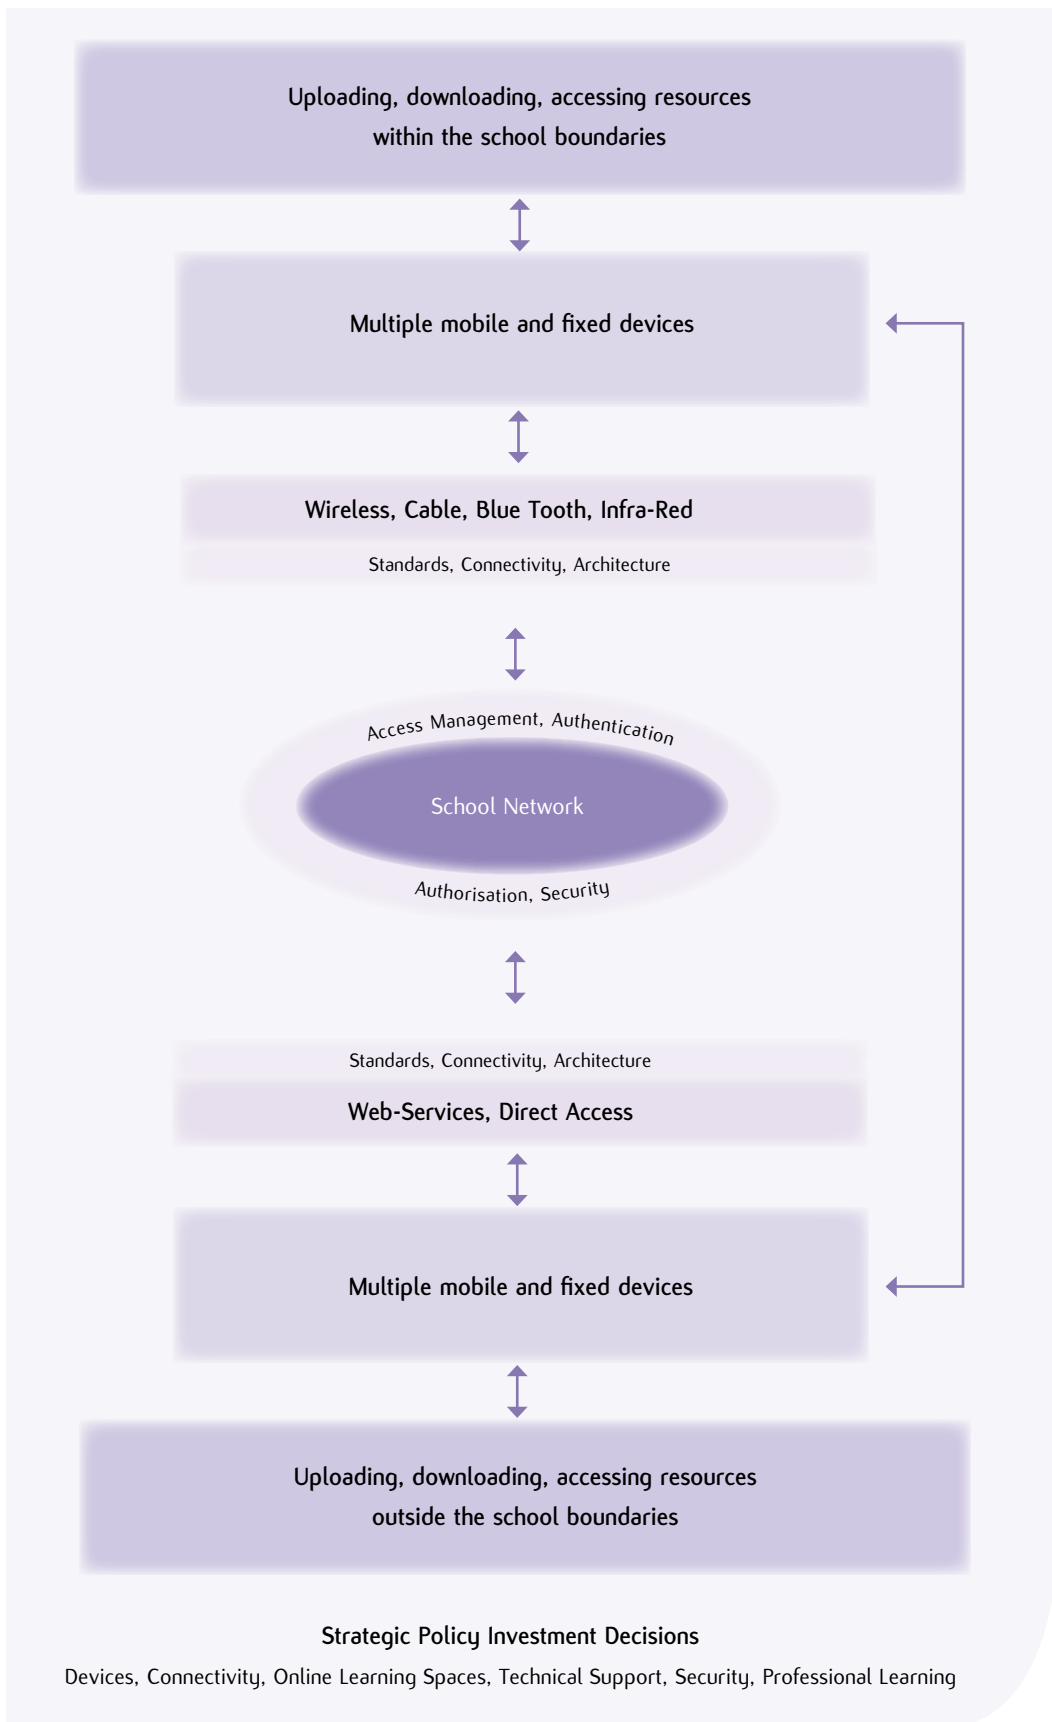 Uploading, downloading, accessing resources
within the school boundaries
Multiple mobile and fixed devices
Wireless, Cable, Blue Tooth, Infra-Red
Standards, Connectivity, Architecture
Access Management, Authentication
School Network
Authorisation, Security
Standards, Connectivity, Architecture
Web-Services, Direct Access
Multiple mobile and fixed devices
Uploading, downloading, accessing resources
outside the school boundaries
Strategic Policy Investment Decisions
Devices, Connectivity, Online Learning Spaces, Technical Support, Security, Professional Learning